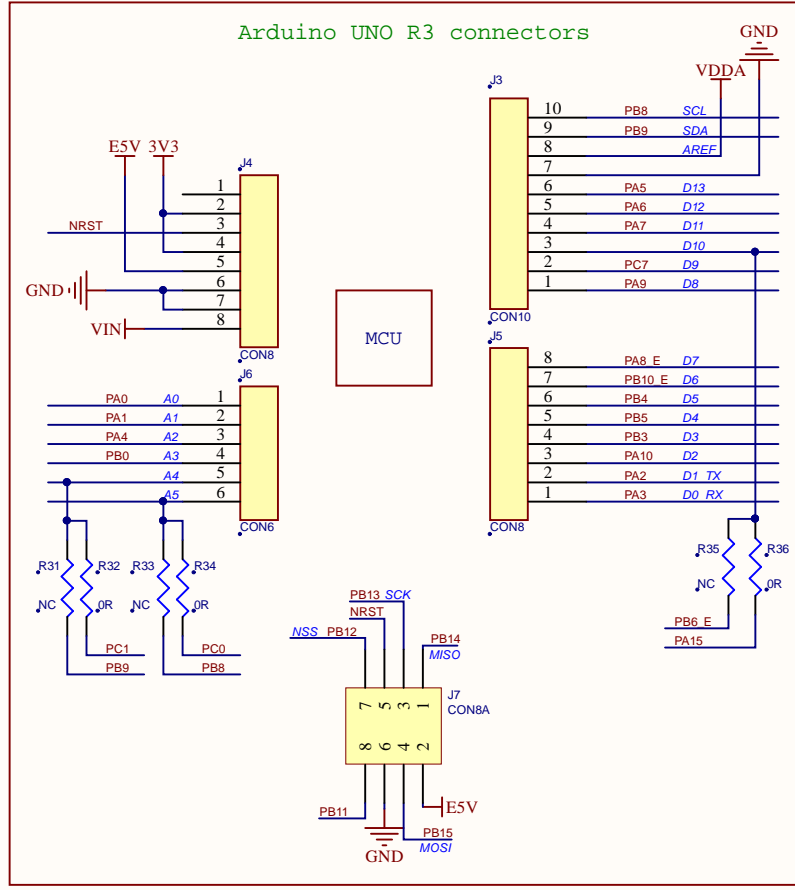 Arduino UNO R3 connectors
GND
VDDA
J3
10 PB8 SCL
9 PB9 SDA
8 AREF
7
6 PA5 D13
5 PA6 D12
4 PA7 D11
3 D10
2 PC7 D9
1 PA9 D8
CON10
E5V 3V3
J4
1
2
NRST 3
4
5
GND 6
7
VIN 8
CON8
MCU
J5
8 PA8_E D7
7 PB10_E D6
6 PB4 D5
5 PB5 D4
4 PB3 D3
3 PA10 D2
2 PA2 D1_TX
1 PA3 D0_RX
CON8
J6
PA0 A0 1
PA1 A1 2
PA4 A2 3
PB0 A3 4
A4 5
A5 6
CON6
R31 R32 R33 R34
NC 0R NC 0R
PC1 PC0
PB9 PB8
R35 R36
NC 0R
PB6_E
PA15
PB13 SCK
NRST
NSS PB12
PB14
MISO
J7
CON8A
7 5 3 1
8 6 4 2
PB11
E5V
GND
PB15
MOSI